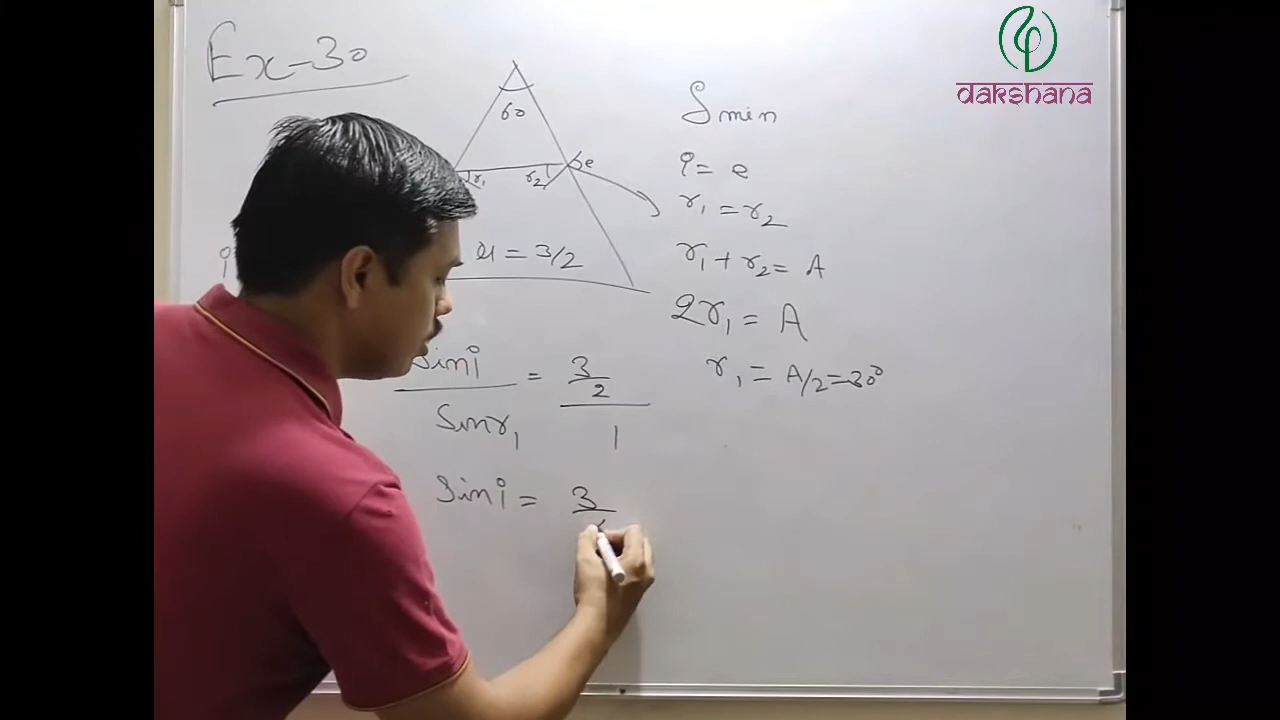 Ex-30
dakshana
60
δmin
r₁ r₂ e
i = e
r₁ = r₂
i
μ = 3/2
r₁ + r₂ = A
2r₁ = A
sin i / sin r₁ = 3/2 / 1
r₁ = A/2 = 30°
sin i = 3/